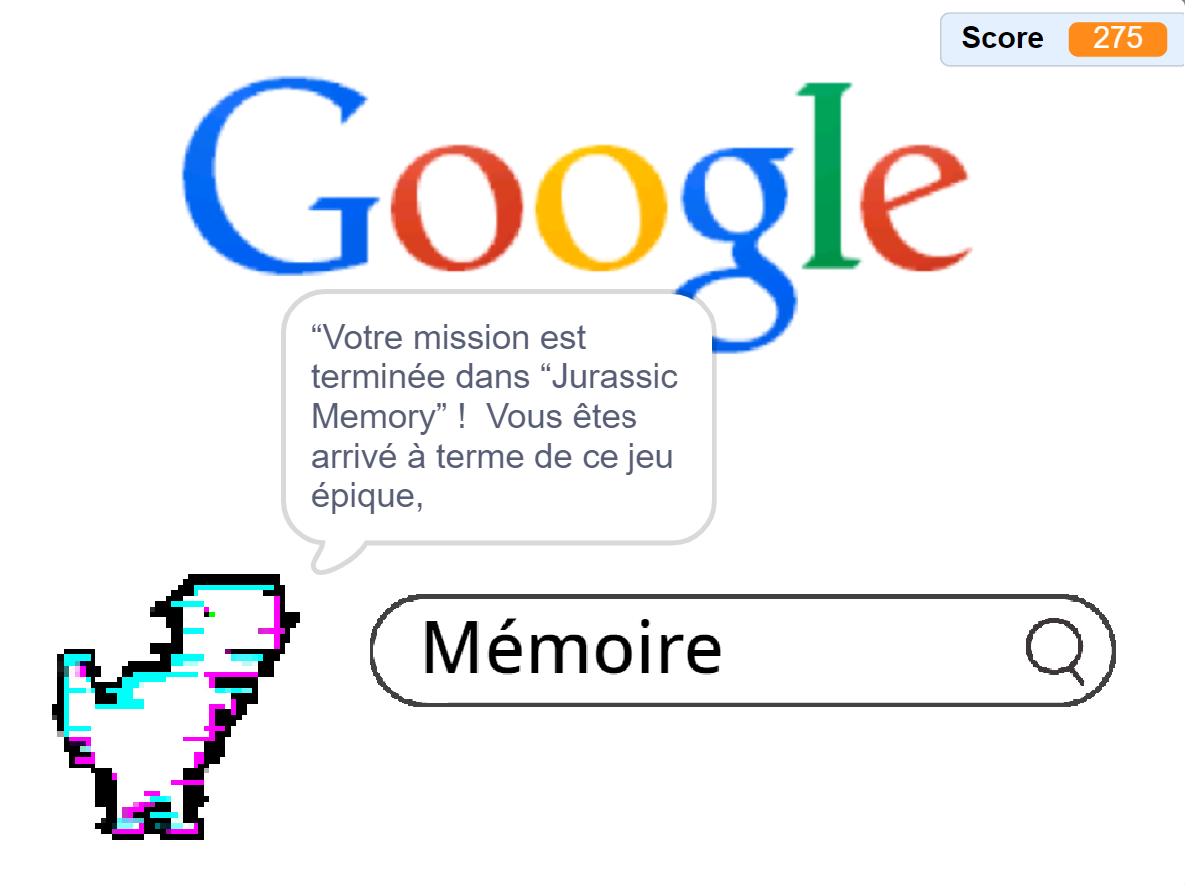 Score 275
Google
“Votre mission est
terminée dans “Jurassic
Memory” !  Vous êtes
arrivé à terme de ce jeu
épique,
Mémoire